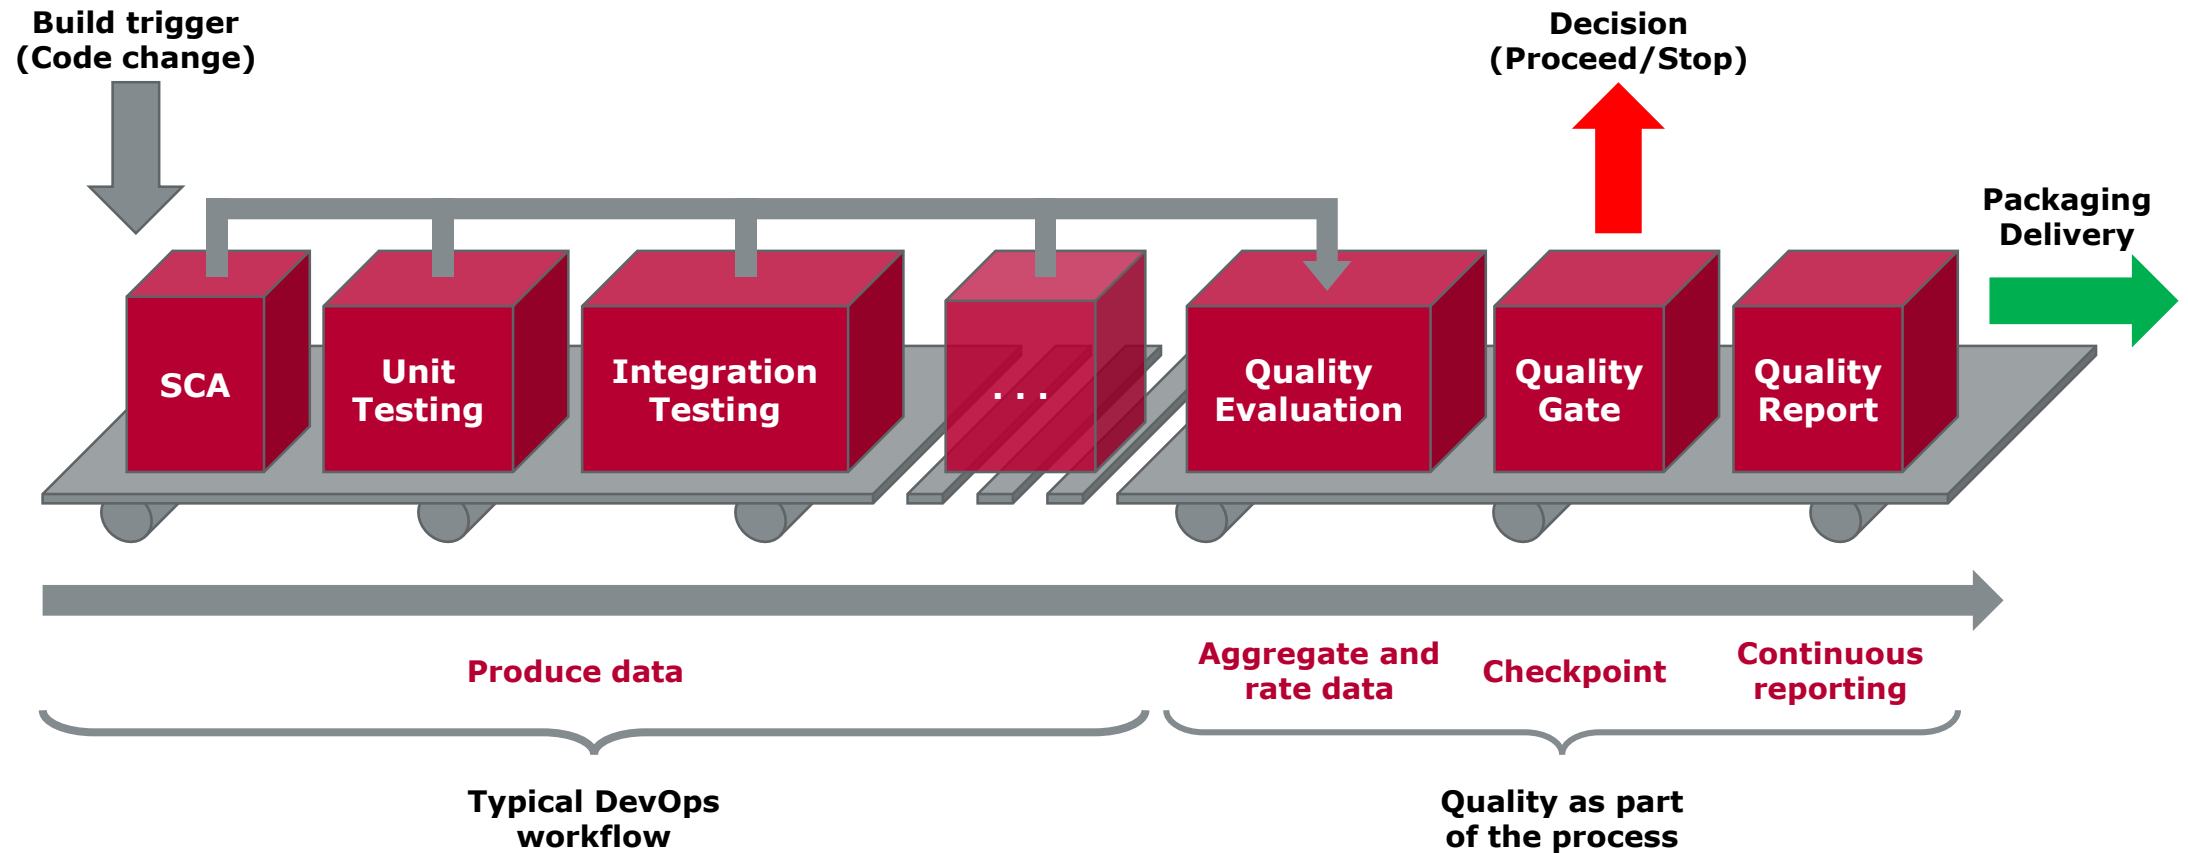 Build trigger
(Code change)
Decision
(Proceed/Stop)
Packaging
Delivery
SCA
Unit
Testing
Integration
Testing
...
Quality
Evaluation
Quality
Gate
Quality
Report
Produce data
Aggregate and
rate data
Checkpoint
Continuous
reporting
Typical DevOps
workflow
Quality as part
of the process